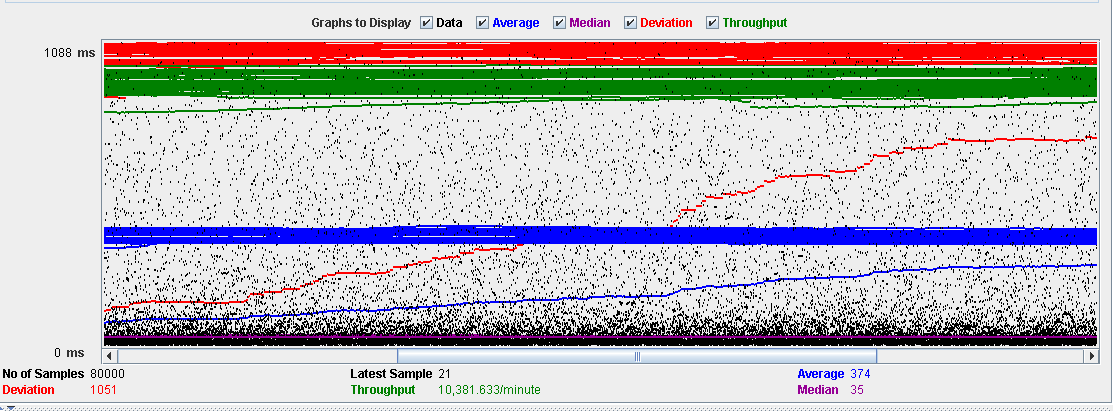 Graphs to Display Data Average Median Deviation Throughput
1088 ms
0 ms
No of Samples 80000 Latest Sample 21 Average 374
Deviation 1051 Throughput 10,381.633/minute Median 35